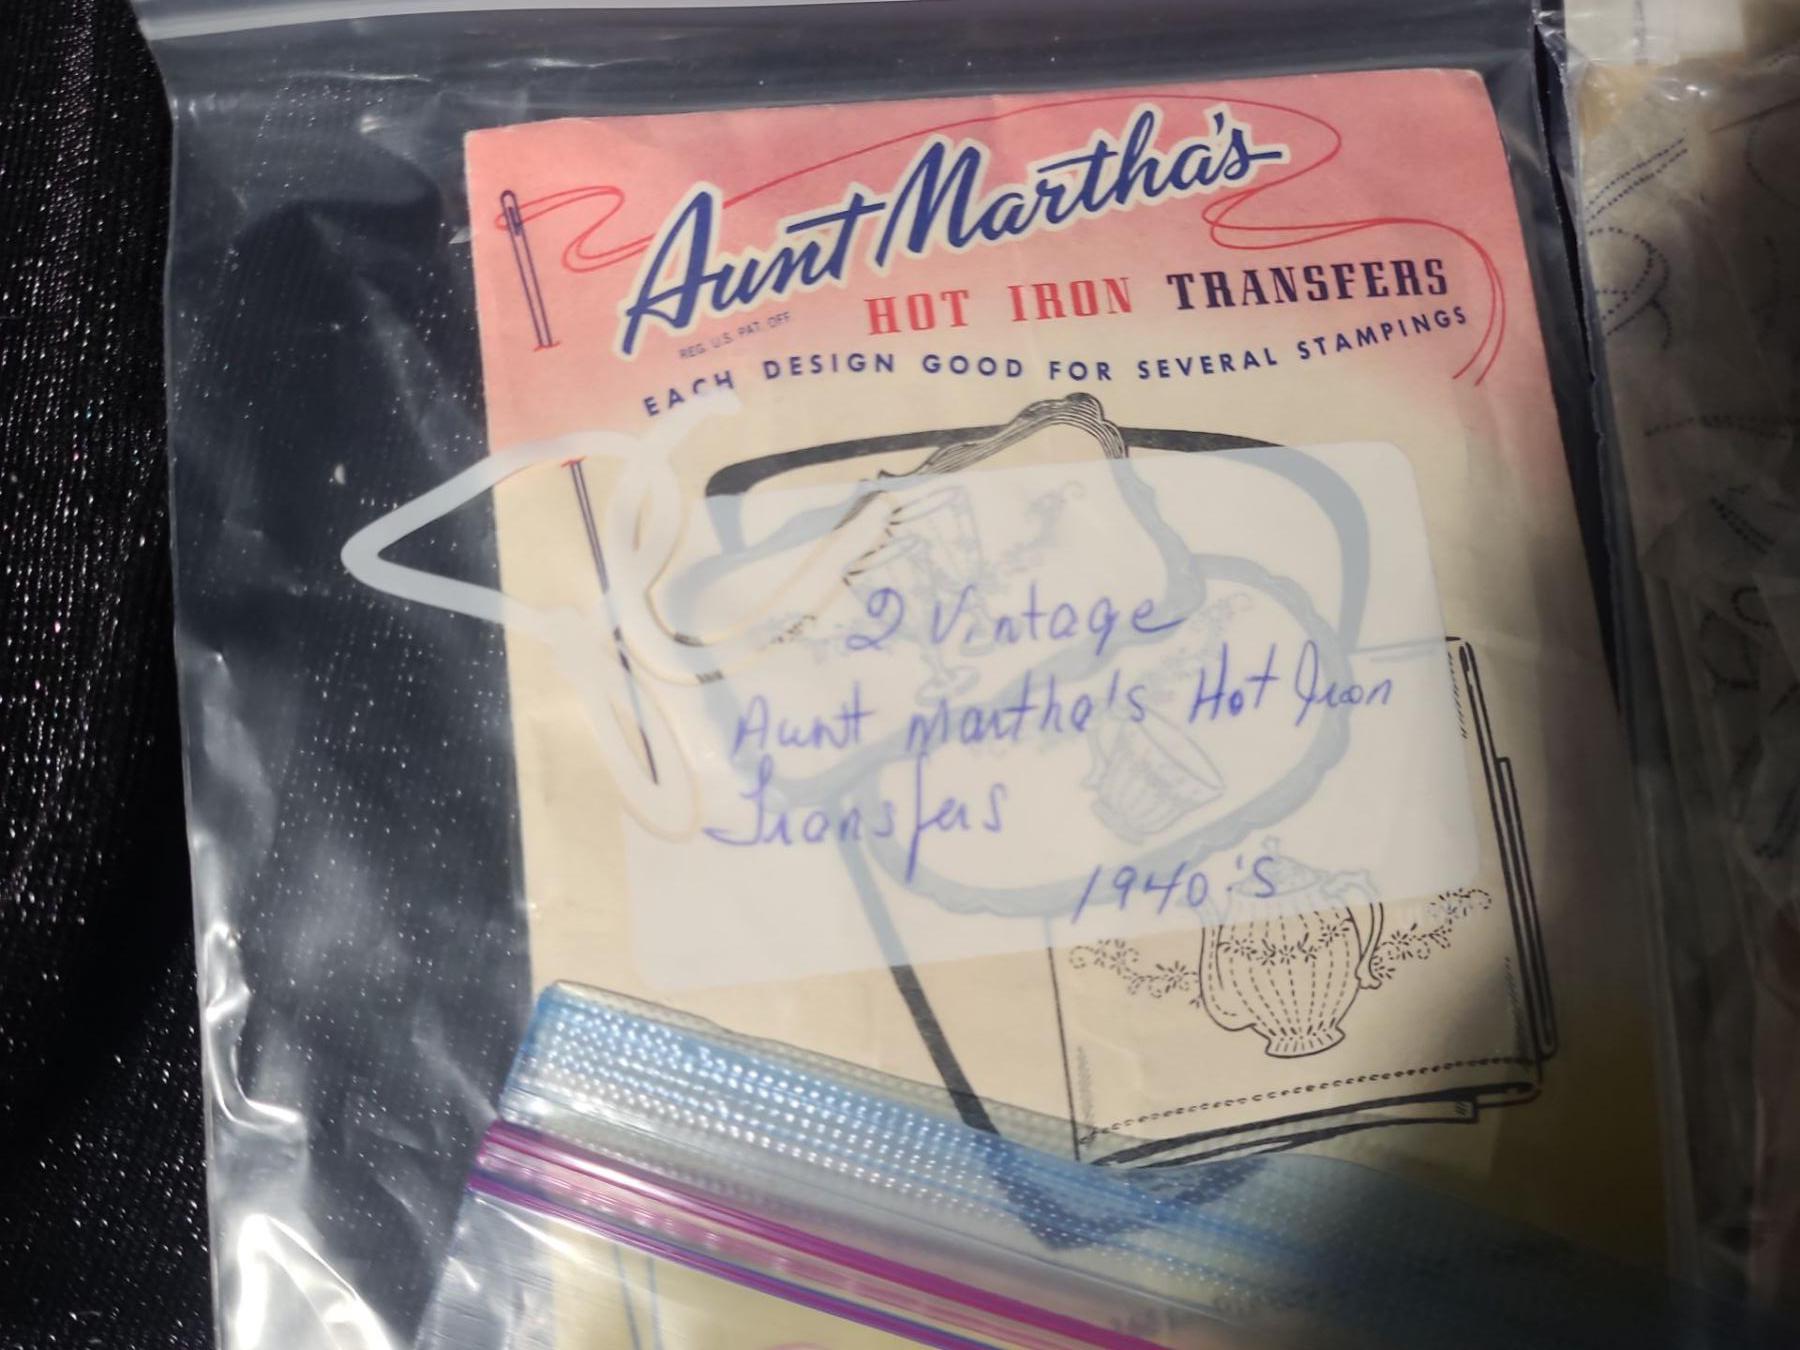 Aunt Martha's
REG. U.S. PAT. OFF.
HOT IRON TRANSFERS
EACH DESIGN GOOD FOR SEVERAL STAMPINGS
2 Vintage
Aunt Martha's Hot Iron
Transfers
1940's